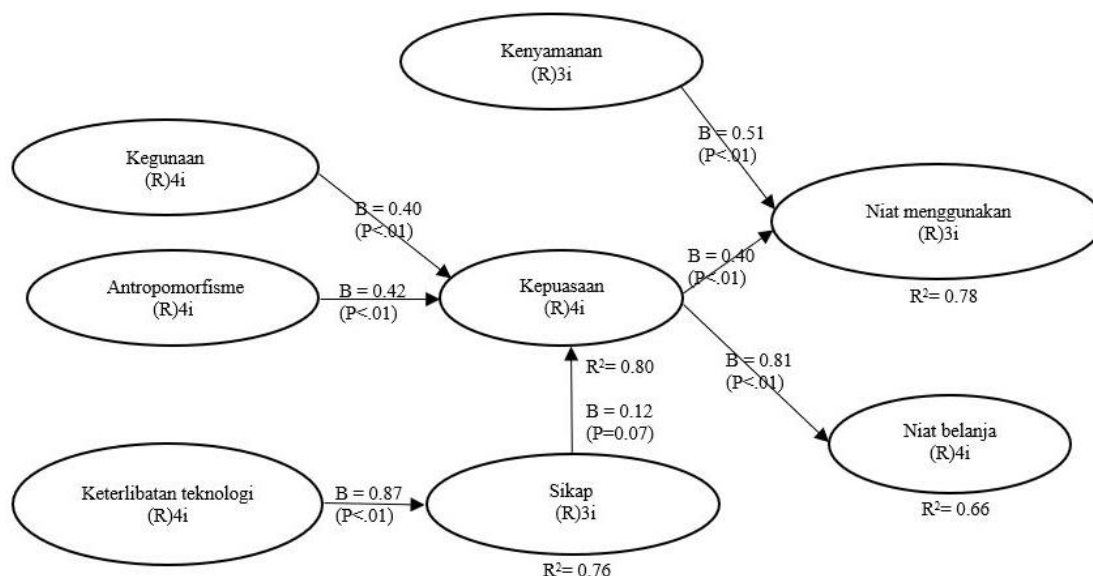 Kenyamanan
(R)3i
B = 0.51
(P<.01)
Kegunaan
(R)4i
B = 0.40
(P<.01)
Niat menggunakan
(R)3i
R²= 0.78
Antropomorfisme
(R)4i
B = 0.42
(P<.01)
Kepuasaan
(R)4i
B = 0.40
(P<.01)
R²= 0.80
B = 0.81
(P<.01)
B = 0.12
(P=0.07)
Niat belanja
(R)4i
R²= 0.66
Keterlibatan teknologi
(R)4i
B = 0.87
(P<.01)
Sikap
(R)3i
R²= 0.76